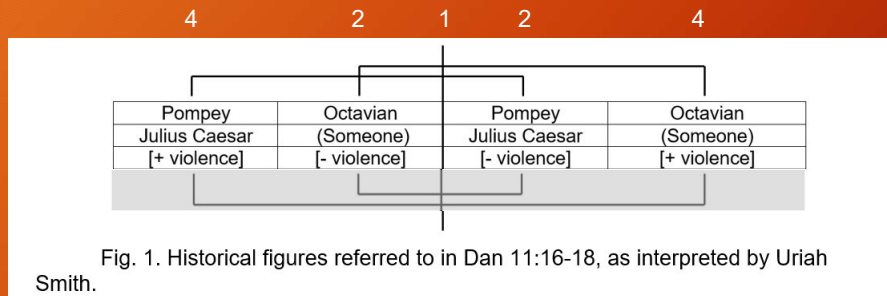 4 2 1 2 4
Pompey Octavian Pompey Octavian
Julius Caesar (Someone) Julius Caesar (Someone)
[+ violence] [- violence] [- violence] [+ violence]
Fig. 1. Historical figures referred to in Dan 11:16-18, as interpreted by Uriah
Smith.